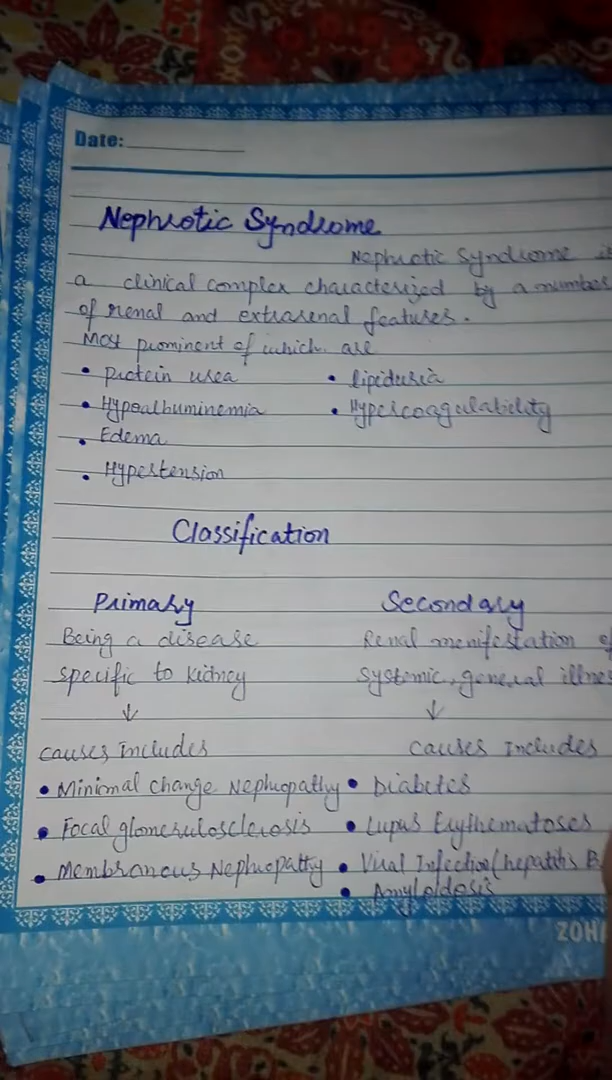 Date:
Nephrotic Syndrome
Nephrotic Syndrome is
a clinical complex characterized by a number
of renal and extrarenal features.
Most prominent of which are
• protein urea • lipiduria
• Hypoalbuminemia • Hypercoagulability
• Edema
• Hypertension
Classification
Primary Secondary
Being a disease Renal menifestation of
specific to kidney systemic, general illnes
↓ ↓
causes includes causes includes
• Minimal change Nephropathy • Diabetes
• Focal glomerulosclerosis • Lupus Erythematoses
• Membranous Nephropathy • Viral Infection (hepatitis B
• Amyloidosis
ZOH